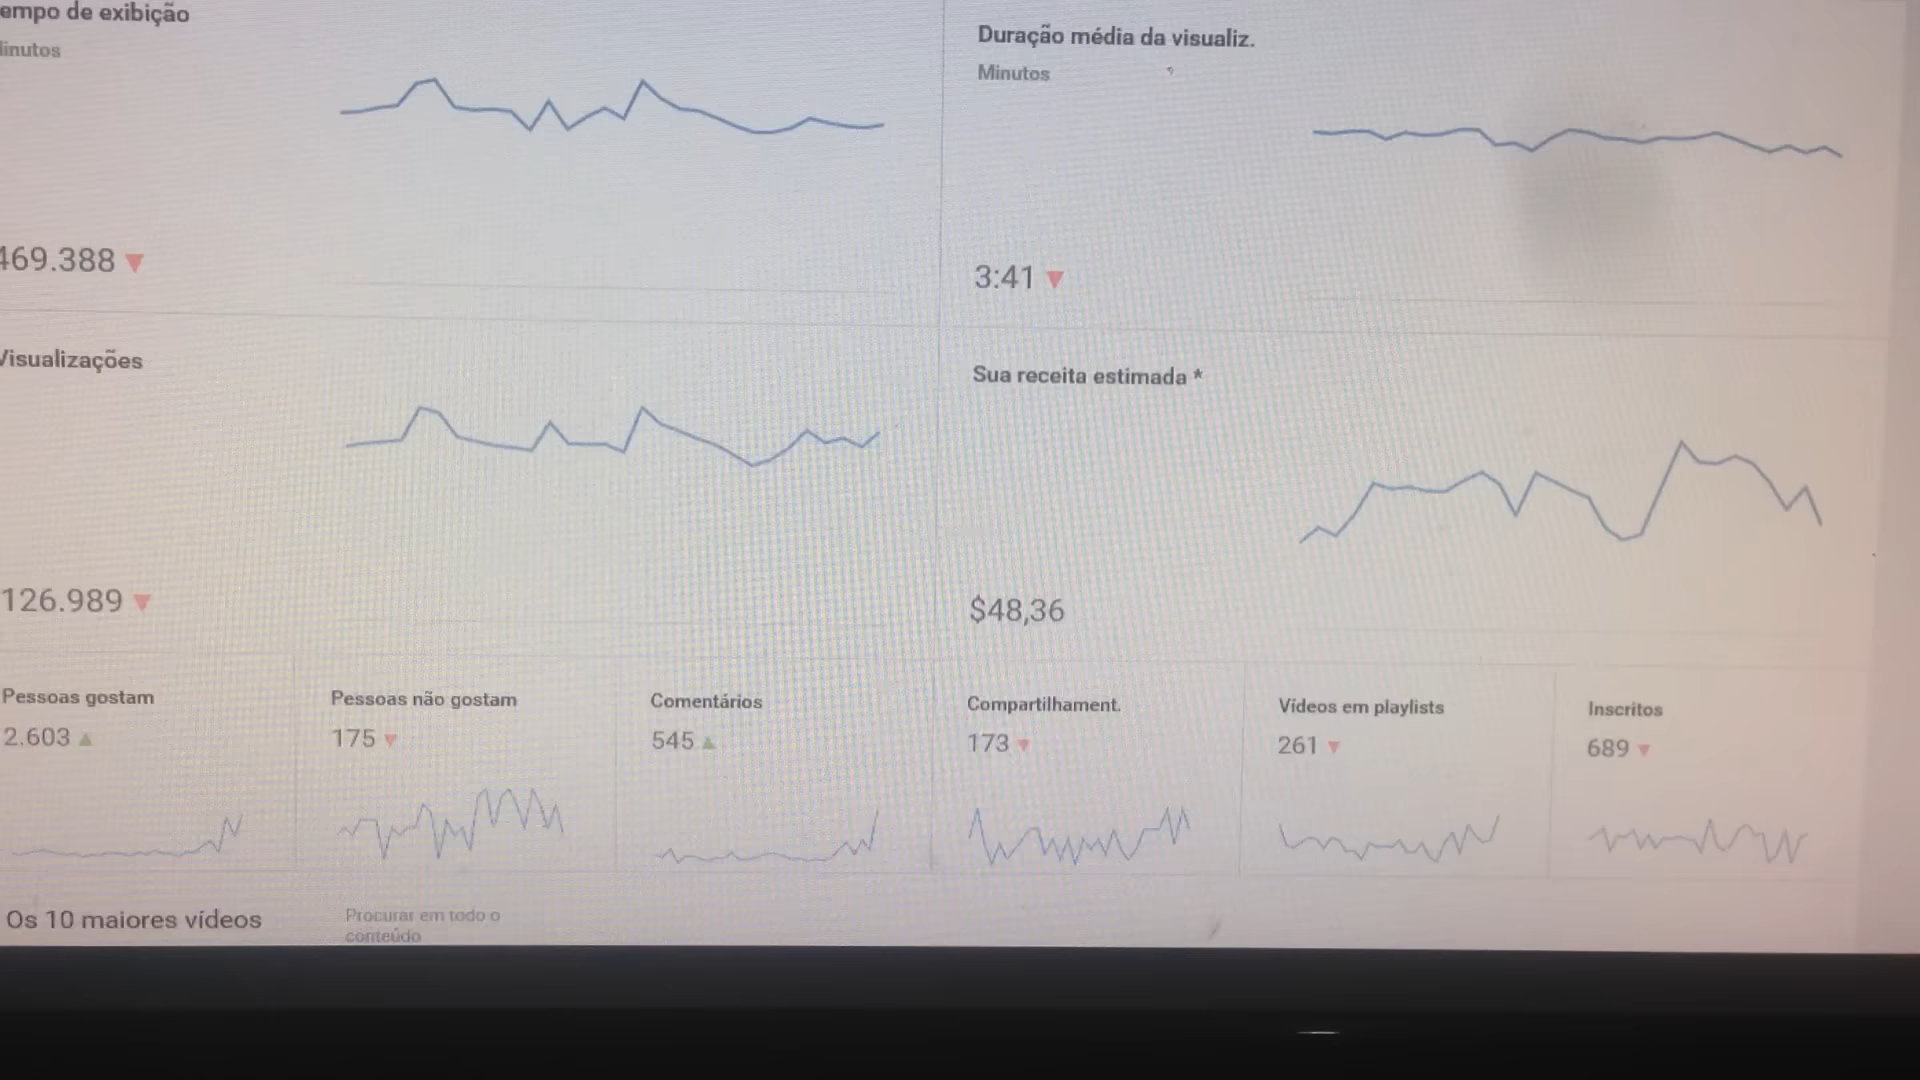 empo de exibição
inutos
469.388
Duração média da visualiz.
Minutos
3:41
Visualizações
126.989
Sua receita estimada *
$48,36
Pessoas gostam
2.603
Pessoas não gostam
175
Comentários
545
Compartilhament.
173
Vídeos em playlists
261
Inscritos
689
Os 10 maiores vídeos
Procurar em todo o
conteúdo